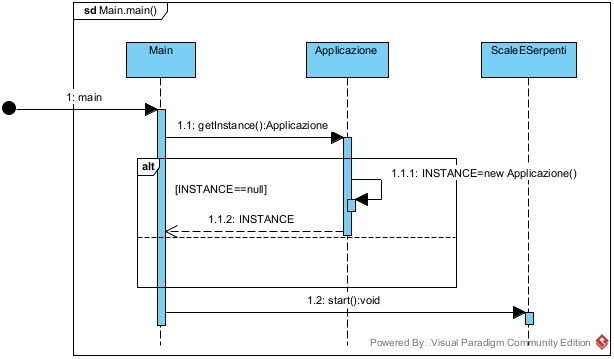 sd Main.main()
Main
Applicazione
ScaleESerpenti
1: main
1.1: getInstance():Applicazione
alt
1.1.1: INSTANCE=new Applicazione()
[INSTANCE==null]
1.1.2: INSTANCE
1.2: start():void
Powered By Visual Paradigm Community Edition